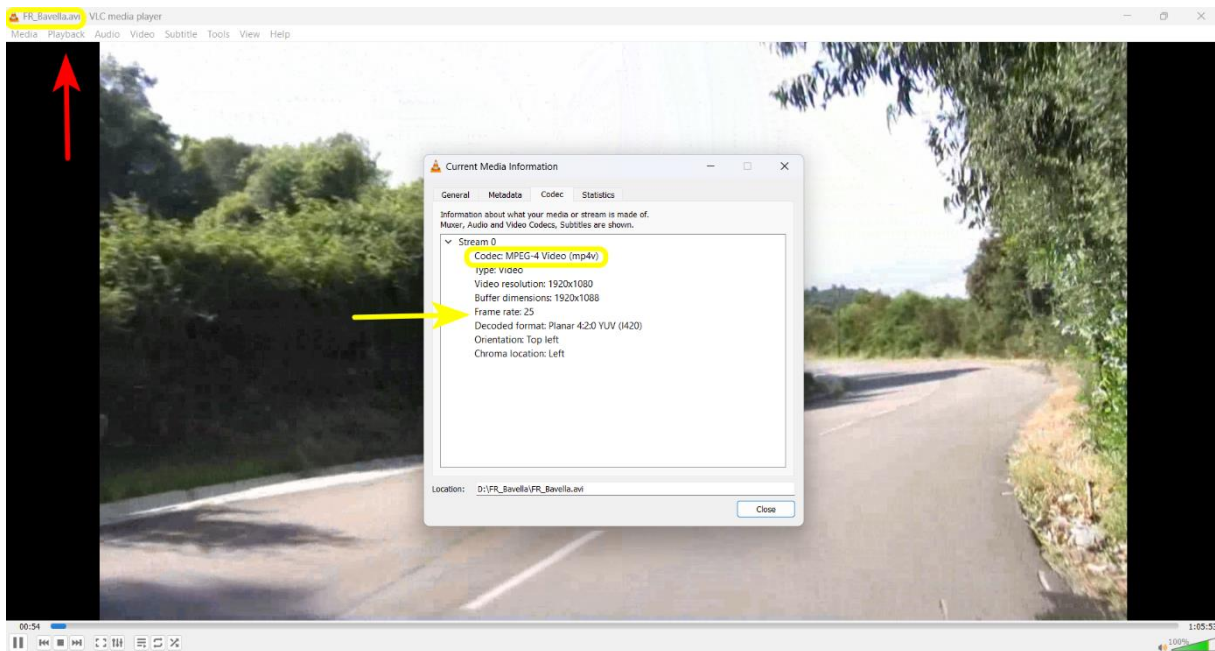 FR_Bavella.avi - VLC media player
Media Playback Audio Video Subtitle Tools View Help
Current Media Information
General Metadata Codec Statistics
Information about what your media or stream is made of.
Muxer, Audio and Video Codecs, Subtitles are shown.
Stream 0
Codec: MPEG-4 Video (mp4v)
Type: Video
Video resolution: 1920x1080
Buffer dimensions: 1920x1088
Frame rate: 25
Decoded format: Planar 4:2:0 YUV (I420)
Orientation: Top left
Chroma location: Left
Location: D:\FR_Bavella\FR_Bavella.avi
Close
00:54 1:05:53
100%